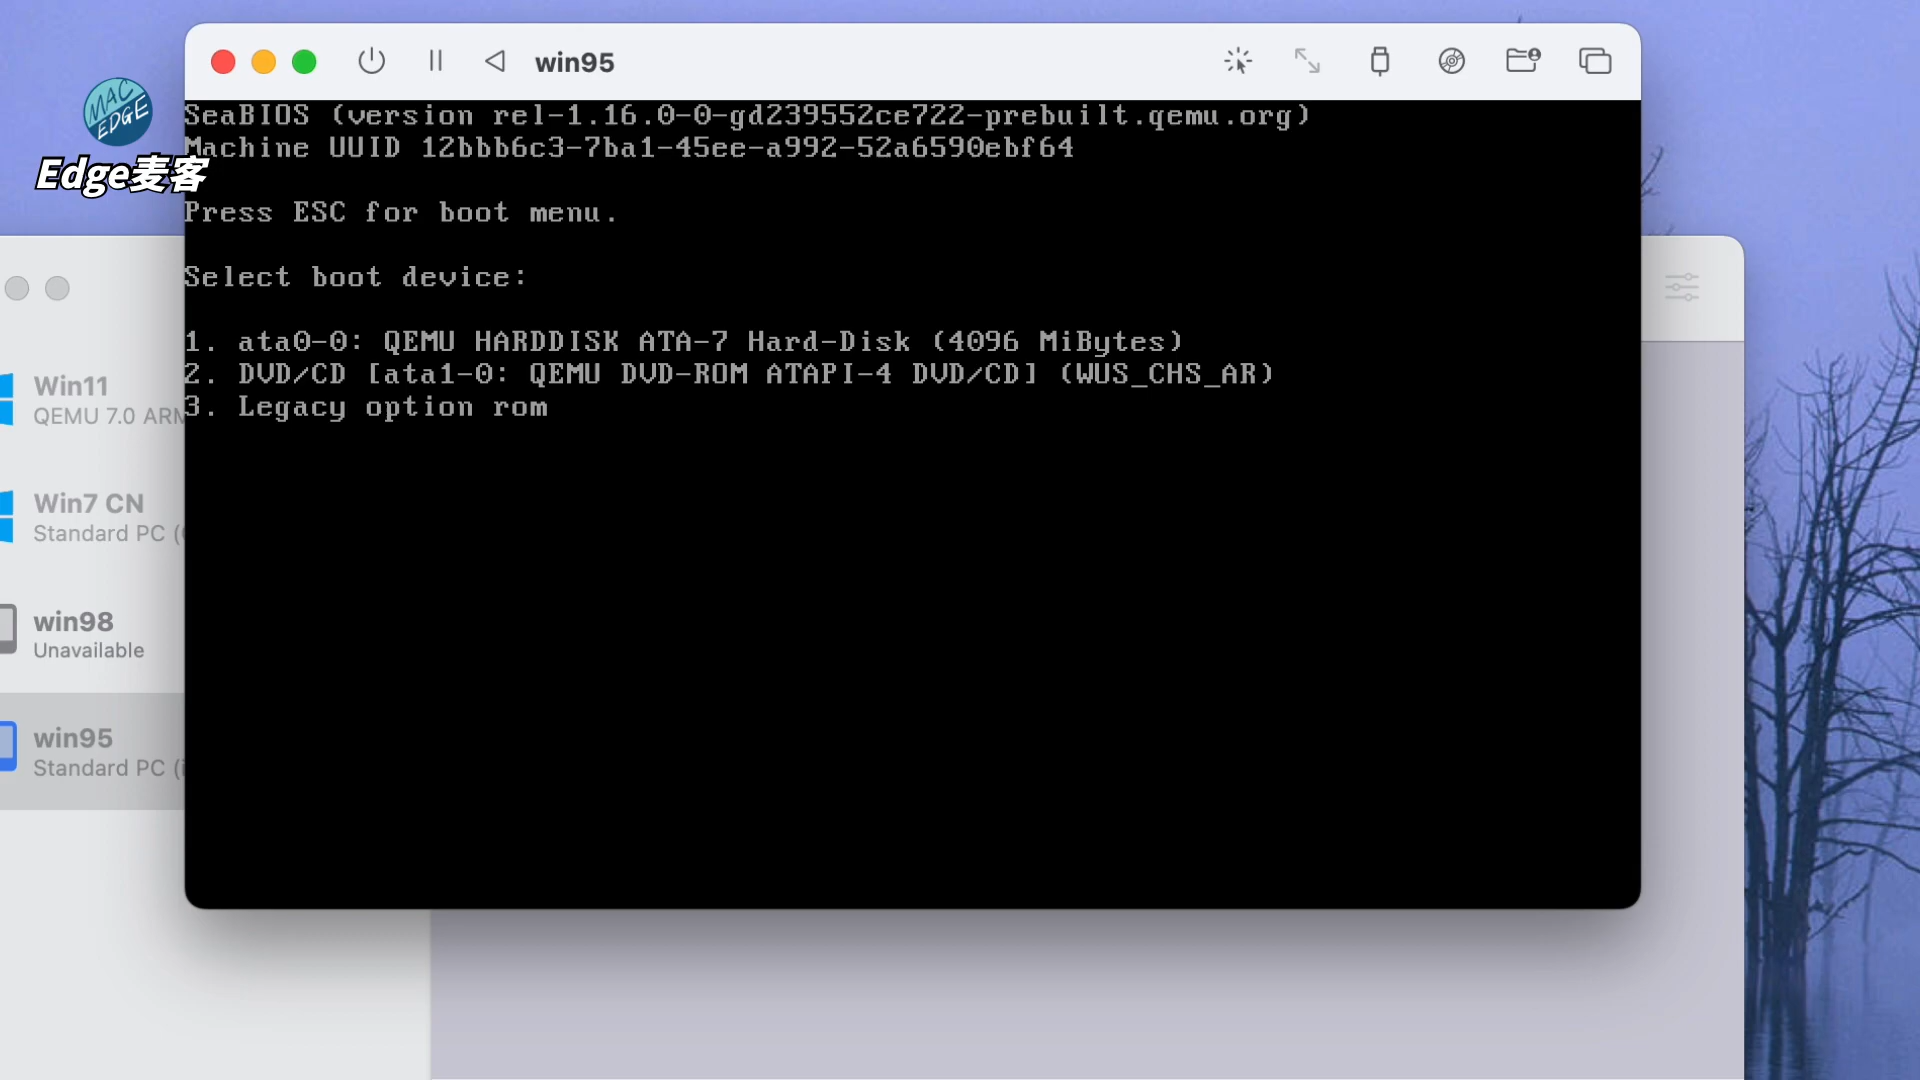 win95
MAC
EDGE
Edge麦客
SeaBIOS (version rel-1.16.0-0-gd239552ce722-prebuilt.qemu.org)
Machine UUID 12bbb6c3-7ba1-45ee-a992-52a6590ebf64
Press ESC for boot menu.
Select boot device:
1. ata0-0: QEMU HARDDISK ATA-7 Hard-Disk (4096 MiBytes)
2. DVD/CD [ata1-0: QEMU DVD-ROM ATAPI-4 DVD/CD] (WUS_CHS_AR)
3. Legacy option rom
Win11
QEMU 7.0 ARM
Win7 CN
Standard PC (
win98
Unavailable
win95
Standard PC (i